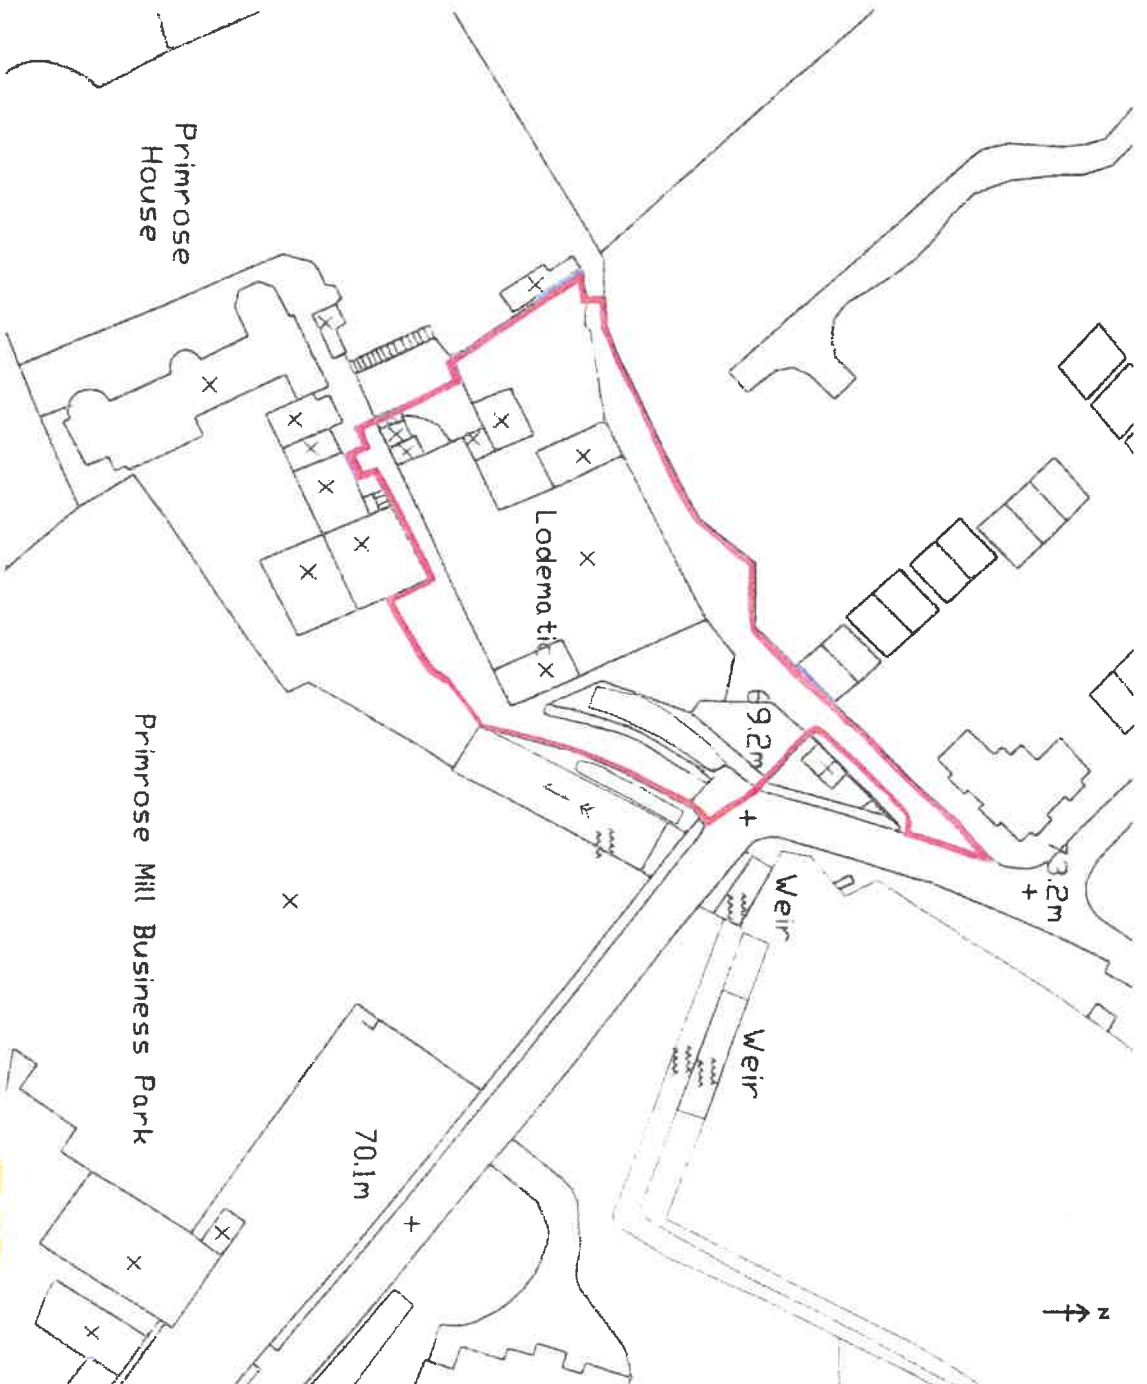 N
73.2m
69.2m
Weir
Weir
Lodematic
70.1m
Primrose
House
Primrose Mill Business Park